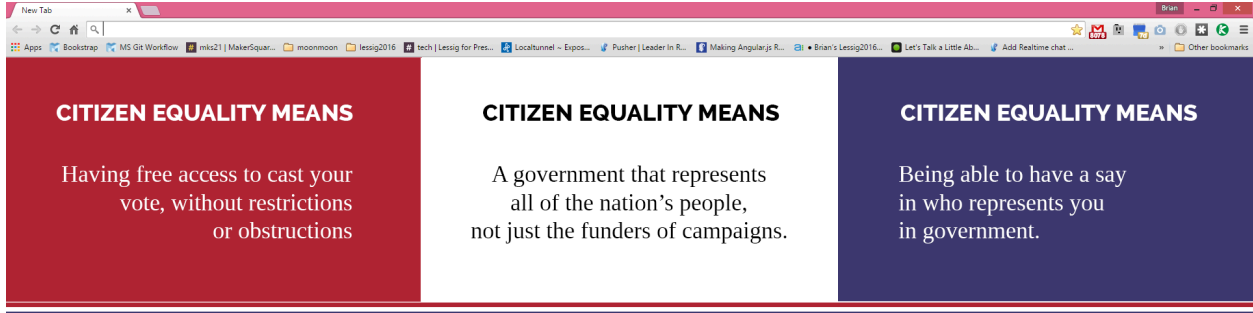 New Tab
Brian
Apps Bookstrap MS Git Workflow mks21 | MakerSquar... moonmoon lessig2016 tech | Lessig for Pres... Localtunnel ~ Expos... Pusher | Leader In R... Making Angular.js R... • Brian's Lessig2016... Let's Talk a Little Ab... Add Realtime chat ... » Other bookmarks
CITIZEN EQUALITY MEANS
Having free access to cast your
vote, without restrictions
or obstructions
CITIZEN EQUALITY MEANS
A government that represents
all of the nation’s people,
not just the funders of campaigns.
CITIZEN EQUALITY MEANS
Being able to have a say
in who represents you
in government.